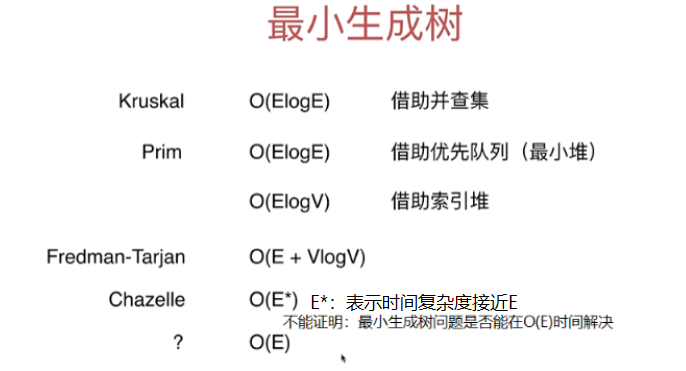 最小生成树
Kruskal O(ElogE) 借助并查集
Prim O(ElogE) 借助优先队列（最小堆）
O(ElogV) 借助索引堆
Fredman-Tarjan O(E + VlogV)
Chazelle O(E*) E*：表示时间复杂度接近E
不能证明：最小生成树问题是否能在O(E)时间解决
? O(E)